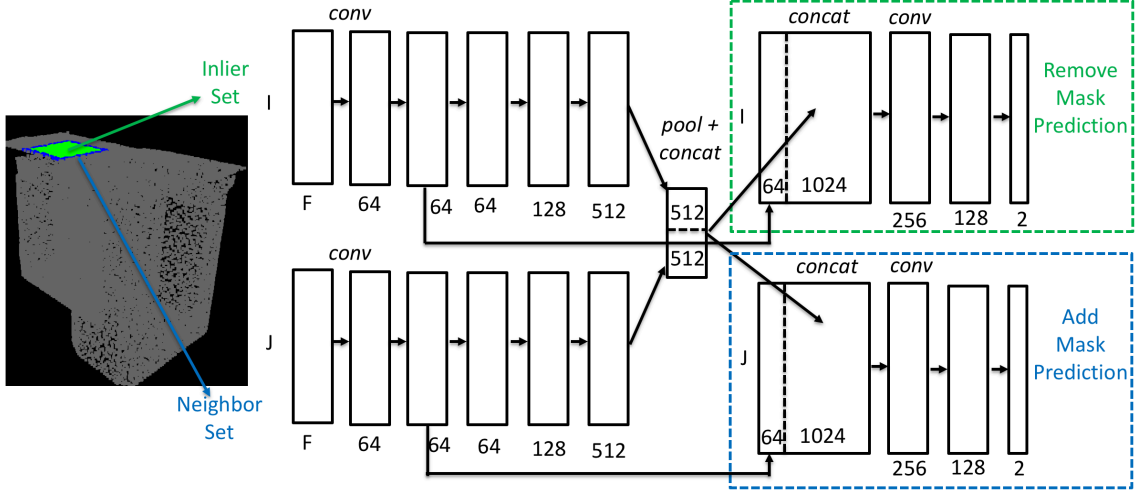 conv
concat
conv
Inlier
Set
I
pool +
concat
I
Remove
Mask
Prediction
F
64
64
64
128
512
512
512
64
1024
256
128
2
conv
concat
conv
J
J
Add
Mask
Prediction
Neighbor
Set
F
64
64
64
128
512
64
1024
256
128
2